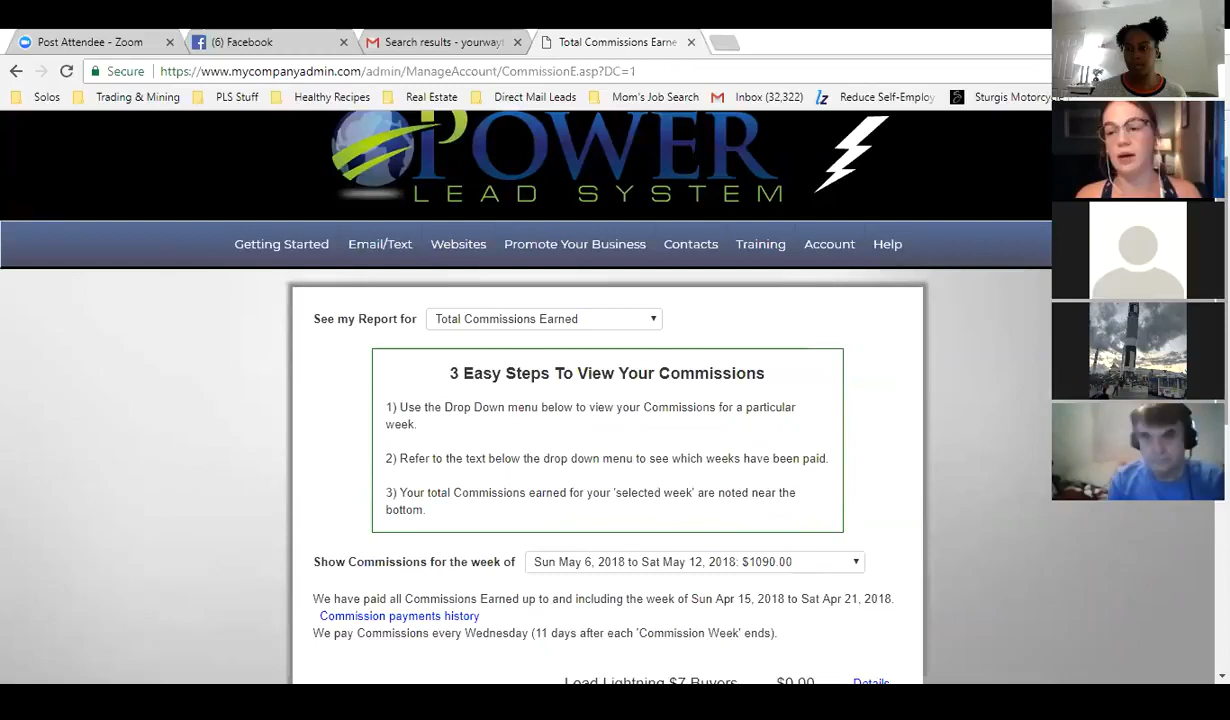 Post Attendee - Zoom
(6) Facebook
Search results - yourwayt
Total Commissions Earne
Secure
https://www.mycompanyadmin.com/admin/ManageAccount/CommissionE.asp?DC=1
Solos
Trading & Mining
PLS Stuff
Healthy Recipes
Real Estate
Direct Mail Leads
Mom's Job Search
Inbox (32,322)
Reduce Self-Employ
Sturgis Motorcycle
POWER
LEAD SYSTEM
Getting Started
Email/Text
Websites
Promote Your Business
Contacts
Training
Account
Help
See my Report for
Total Commissions Earned
3 Easy Steps To View Your Commissions
1) Use the Drop Down menu below to view your Commissions for a particular
week.
2) Refer to the text below the drop down menu to see which weeks have been paid.
3) Your total Commissions earned for your 'selected week' are noted near the
bottom.
Show Commissions for the week of
Sun May 6, 2018 to Sat May 12, 2018: $1090.00
We have paid all Commissions Earned up to and including the week of Sun Apr 15, 2018 to Sat Apr 21, 2018.
Commission payments history
We pay Commissions every Wednesday (11 days after each 'Commission Week' ends).
Lead Lightning $7 Buyers
$0.00
Details